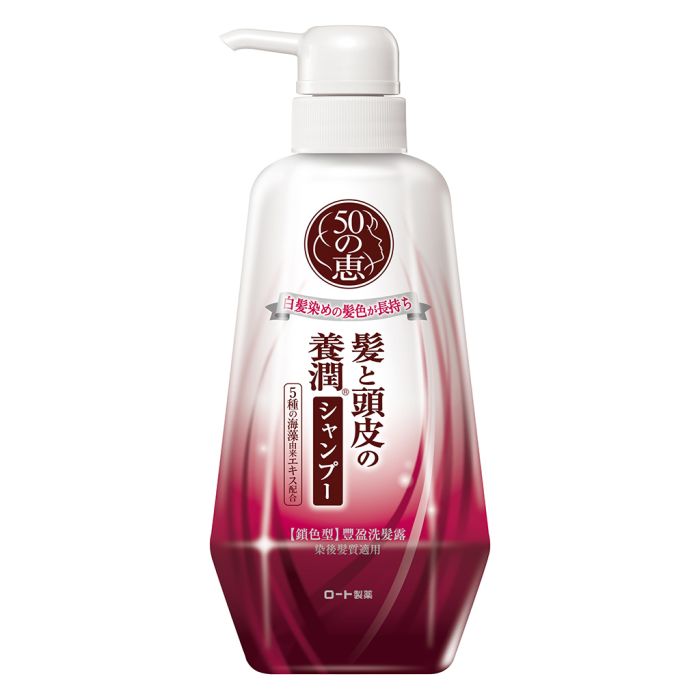 50の恵
白髪染めの髪色が長持ち
髪と頭皮の
養潤®
シャンプー
5種の海藻由来エキス配合
【鎖色型】豐盈洗髮露
染後髮質適用
ロート製薬